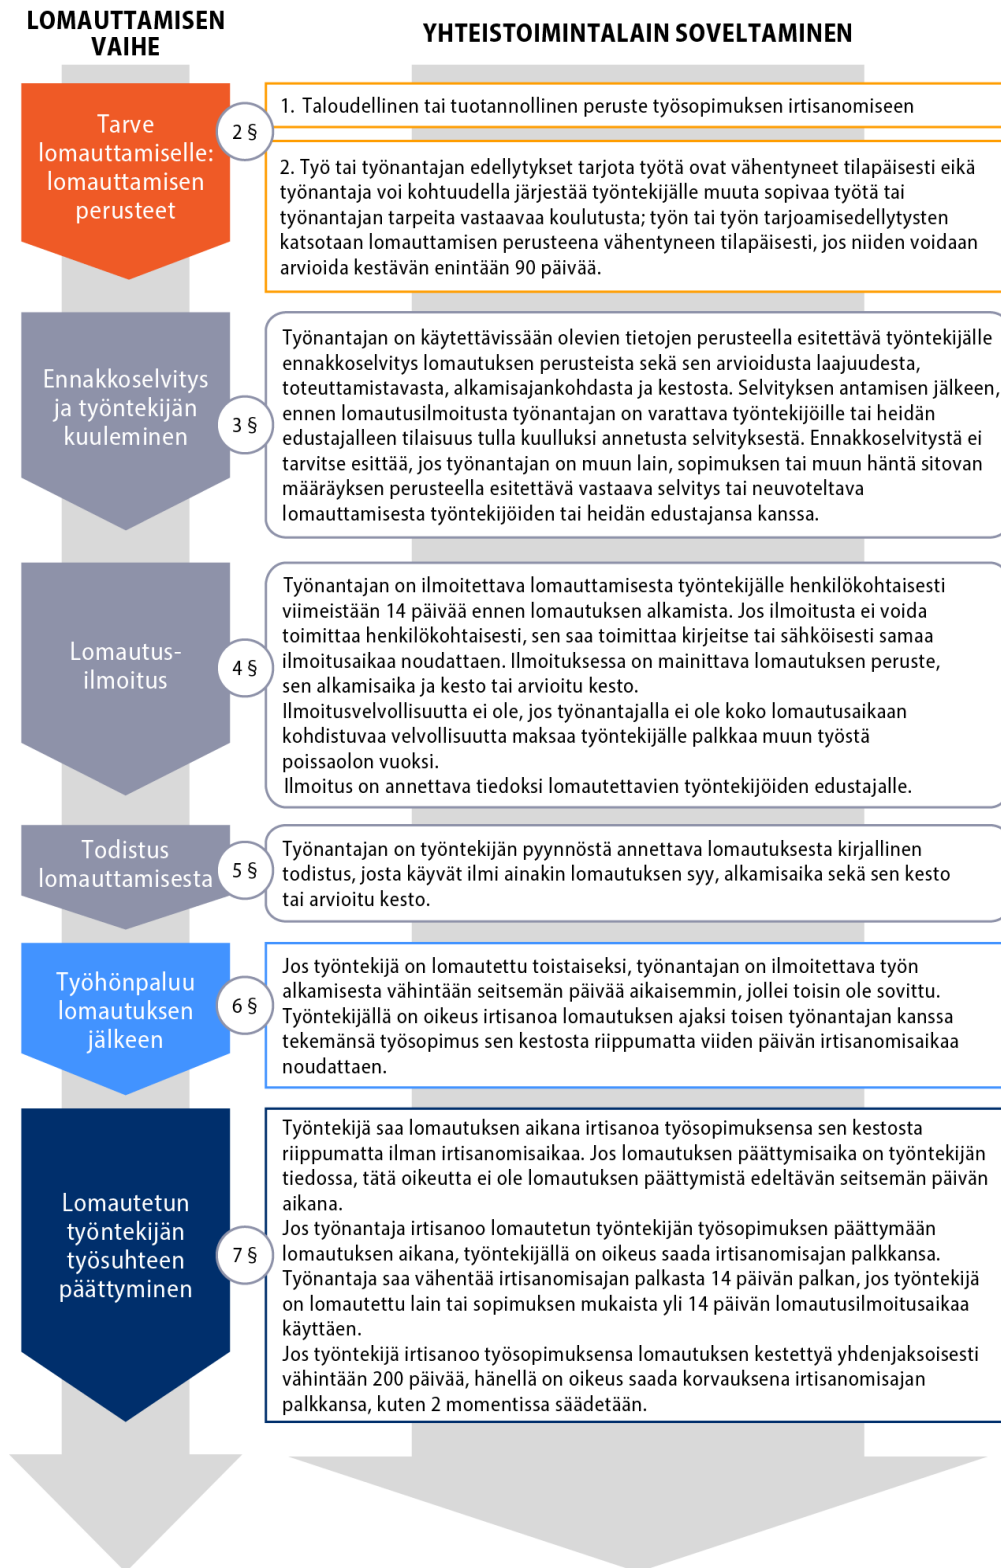 LOMAUTTAMISEN
VAIHE
YHTEISTOIMINTALAIN SOVELTAMINEN
Tarve
lomauttamiselle:
lomauttamisen
perusteet
2 §
1. Taloudellinen tai tuotannollinen peruste työsopimuksen irtisanomiseen
2. Työ tai työnantajan edellytykset tarjota työtä ovat vähentyneet tilapäisesti eikä
työnantaja voi kohtuudella järjestää työntekijälle muuta sopivaa työtä tai
työnantajan tarpeita vastaavaa koulutusta; työn tai työn tarjoamisedellytysten
katsotaan lomauttamisen perusteena vähentyneen tilapäisesti, jos niiden voidaan
arvioida kestävän enintään 90 päivää.
Ennakkoselvitys
ja työntekijän
kuuleminen
3 §
Työnantajan on käytettävissään olevien tietojen perusteella esitettävä työntekijälle
ennakkoselvitys lomautuksen perusteista sekä sen arvioidusta laajuudesta,
toteuttamistavasta, alkamisajankohdasta ja kestosta. Selvityksen antamisen jälkeen,
ennen lomautusilmoitusta työnantajan on varattava työntekijöille tai heidän
edustajalleen tilaisuus tulla kuulluksi annetusta selvityksestä. Ennakkoselvitystä ei
tarvitse esittää, jos työnantajan on muun lain, sopimuksen tai muun häntä sitovan
määräyksen perusteella esitettävä vastaava selvitys tai neuvoteltava
lomauttamisesta työntekijöiden tai heidän edustajansa kanssa.
Lomautus-
ilmoitus
4 §
Työnantajan on ilmoitettava lomauttamisesta työntekijälle henkilökohtaisesti
viimeistään 14 päivää ennen lomautuksen alkamista. Jos ilmoitusta ei voida
toimittaa henkilökohtaisesti, sen saa toimittaa kirjeitse tai sähköisesti samaa
ilmoitusaikaa noudattaen. Ilmoituksessa on mainittava lomautuksen peruste,
sen alkamisaika ja kesto tai arvioitu kesto.
Ilmoitusvelvollisuutta ei ole, jos työnantajalla ei ole koko lomautusaikaan
kohdistuvaa velvollisuutta maksaa työntekijälle palkkaa muun työstä
poissaolon vuoksi.
Ilmoitus on annettava tiedoksi lomautettavien työntekijöiden edustajalle.
Todistus
lomauttamisesta
5 §
Työnantajan on työntekijän pyynnöstä annettava lomautuksesta kirjallinen
todistus, josta käyvät ilmi ainakin lomautuksen syy, alkamisaika sekä sen kesto
tai arvioitu kesto.
Työhönpaluu
lomautuksen
jälkeen
6 §
Jos työntekijä on lomautettu toistaiseksi, työnantajan on ilmoitettava työn
alkamisesta vähintään seitsemän päivää aikaisemmin, jollei toisin ole sovittu.
Työntekijällä on oikeus irtisanoa lomautuksen ajaksi toisen työnantajan kanssa
tekemänsä työsopimus sen kestosta riippumatta viiden päivän irtisanomisaikaa
noudattaen.
Lomautetun
työntekijän
työsuhteen
päättyminen
7 §
Työntekijä saa lomautuksen aikana irtisanoa työsopimuksensa sen kestosta
riippumatta ilman irtisanomisaikaa. Jos lomautuksen päättymisaika on työntekijän
tiedossa, tätä oikeutta ei ole lomautuksen päättymistä edeltävän seitsemän päivän
aikana.
Jos työnantaja irtisanoo lomautetun työntekijän työsopimuksen päättymään
lomautuksen aikana, työntekijällä on oikeus saada irtisanomisajan palkkansa.
Työnantaja saa vähentää irtisanomisajan palkasta 14 päivän palkan, jos työntekijä
on lomautettu lain tai sopimuksen mukaista yli 14 päivän lomautusilmoitusaikaa
käyttäen.
Jos työntekijä irtisanoo työsopimuksensa lomautuksen kestettyä yhdenjaksoisesti
vähintään 200 päivää, hänellä on oikeus saada korvauksena irtisanomisajan
palkkansa, kuten 2 momentissa säädetään.